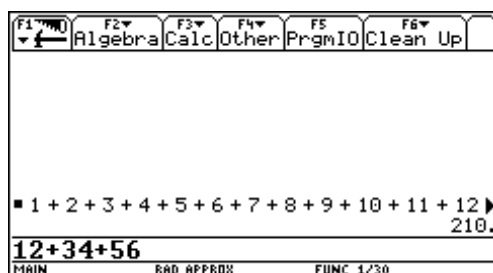 F1 F2 F3 F4 F5 F6
Algebra Calc Other PrgmIO Clean Up
1 + 2 + 3 + 4 + 5 + 6 + 7 + 8 + 9 + 10 + 11 + 12
210.
12+34+56
MAIN RAD APPROX FUNC 1/30